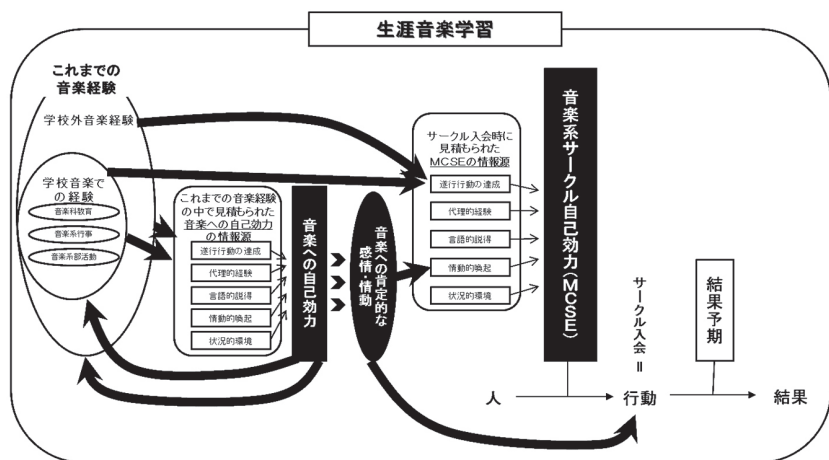 生涯音楽学習
これまでの
音楽経験
学校外音楽経験
学校音楽で
の経験
音楽科教育
音楽系行事
音楽系部活動
これまでの音楽経験
の中で見積もられた
音楽への自己効力
の情報源
遂行行動の達成
代理的経験
言語的説得
情動的喚起
状況的環境
音楽への自己効力
音楽への肯定的な
感情・情動
サークル入会時に
見積もられた
MCSEの情報源
遂行行動の達成
代理的経験
言語的説得
情動的喚起
状況的環境
音楽系サークル自己効力(MCSE)
サークル入会
=
結果予期
人
行動
結果